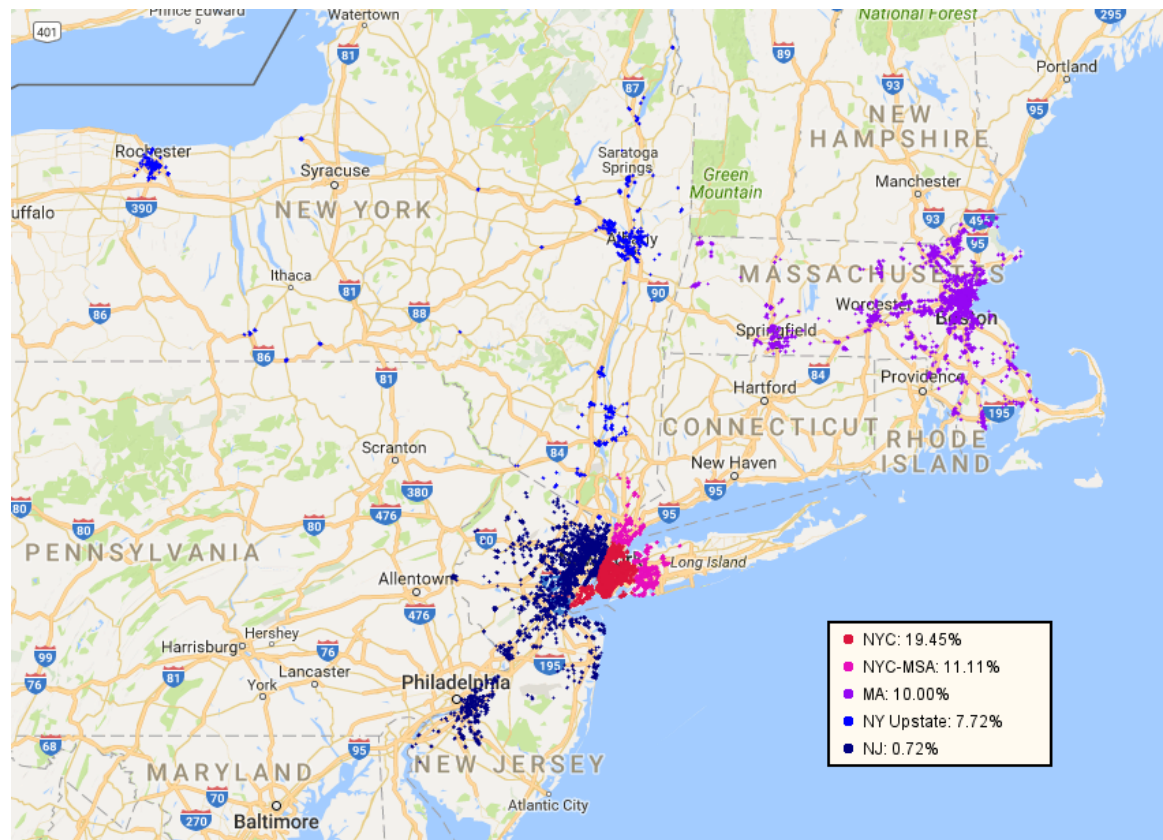 Prince Edward
401
Watertown
81
National Forest
295
89
Portland
93
87
95
NEW
HAMPSHIRE
Rochester
Saratoga
Springs
Green
Mountain
Syracuse
Manchester
390
uffalo
NEW YORK
93
495
95
Albany
MASSACHUSETTS
Ithaca
81
90
Worcester
Boston
86
88
Springfield
86
84
81
Hartford
Providence
195
CONNECTICUT
RHODE
ISLAND
Scranton
84
New Haven
380
95
80
476
95
80
80
80
PENNSYLVANIA
Long Island
Allentown
476
Hershey
Harrisburg
76
99
195
76
81
Lancaster
York
Philadelphia
68
95
MARYLAND
NEW JERSEY
70
Atlantic City
270
Baltimore
NYC: 19.45%
NYC-MSA: 11.11%
MA: 10.00%
NY Upstate: 7.72%
NJ: 0.72%